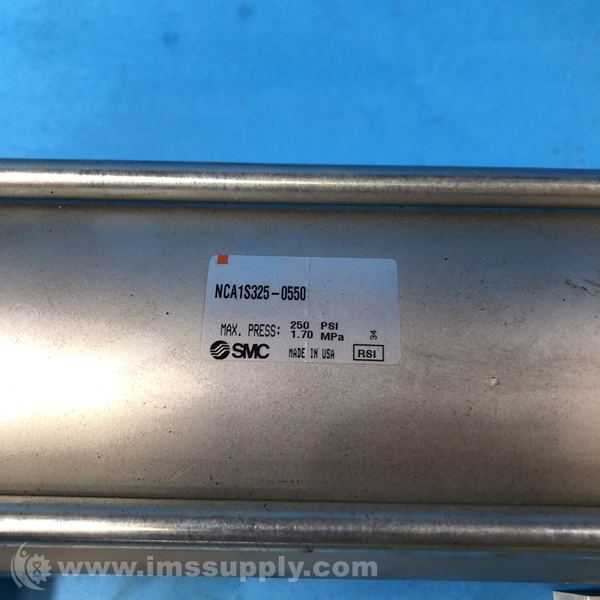 NCA1S325-0550
MAX. PRESS: 250 PSI
1.70 MPa
34
SMC MADE IN USA RSI
www.imssupply.com